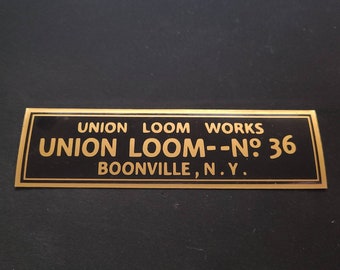 UNION LOOM WORKS
UNION LOOM--Nº 36
BOONVILLE, N.Y.